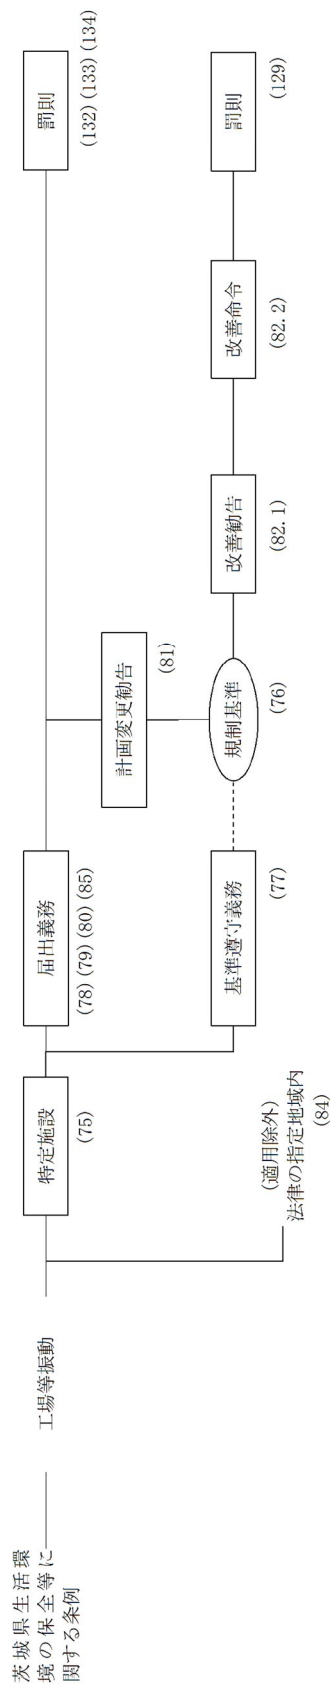 茨城県生活環
境の保全等に
関する条例
工場等振動
特定施設
(75)
届出義務
(78)(79)(80)(85)
罰則
(132)(133)(134)
計画変更勧告
(81)
基準遵守義務
(77)
規制基準
(76)
改善勧告
(82.1)
改善命令
(82.2)
罰則
(129)
(適用除外)
法律の指定地域内
(84)